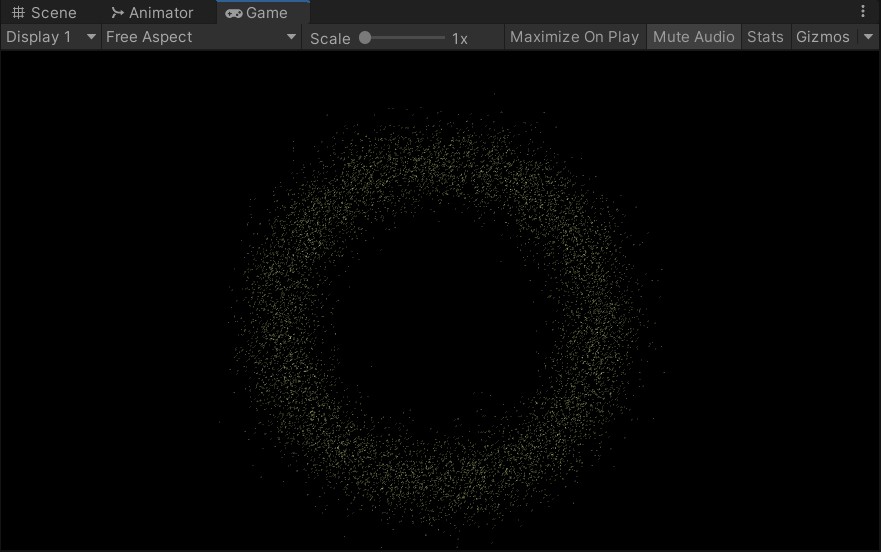 Scene Animator Game
Display 1 Free Aspect Scale 1x Maximize On Play Mute Audio Stats Gizmos